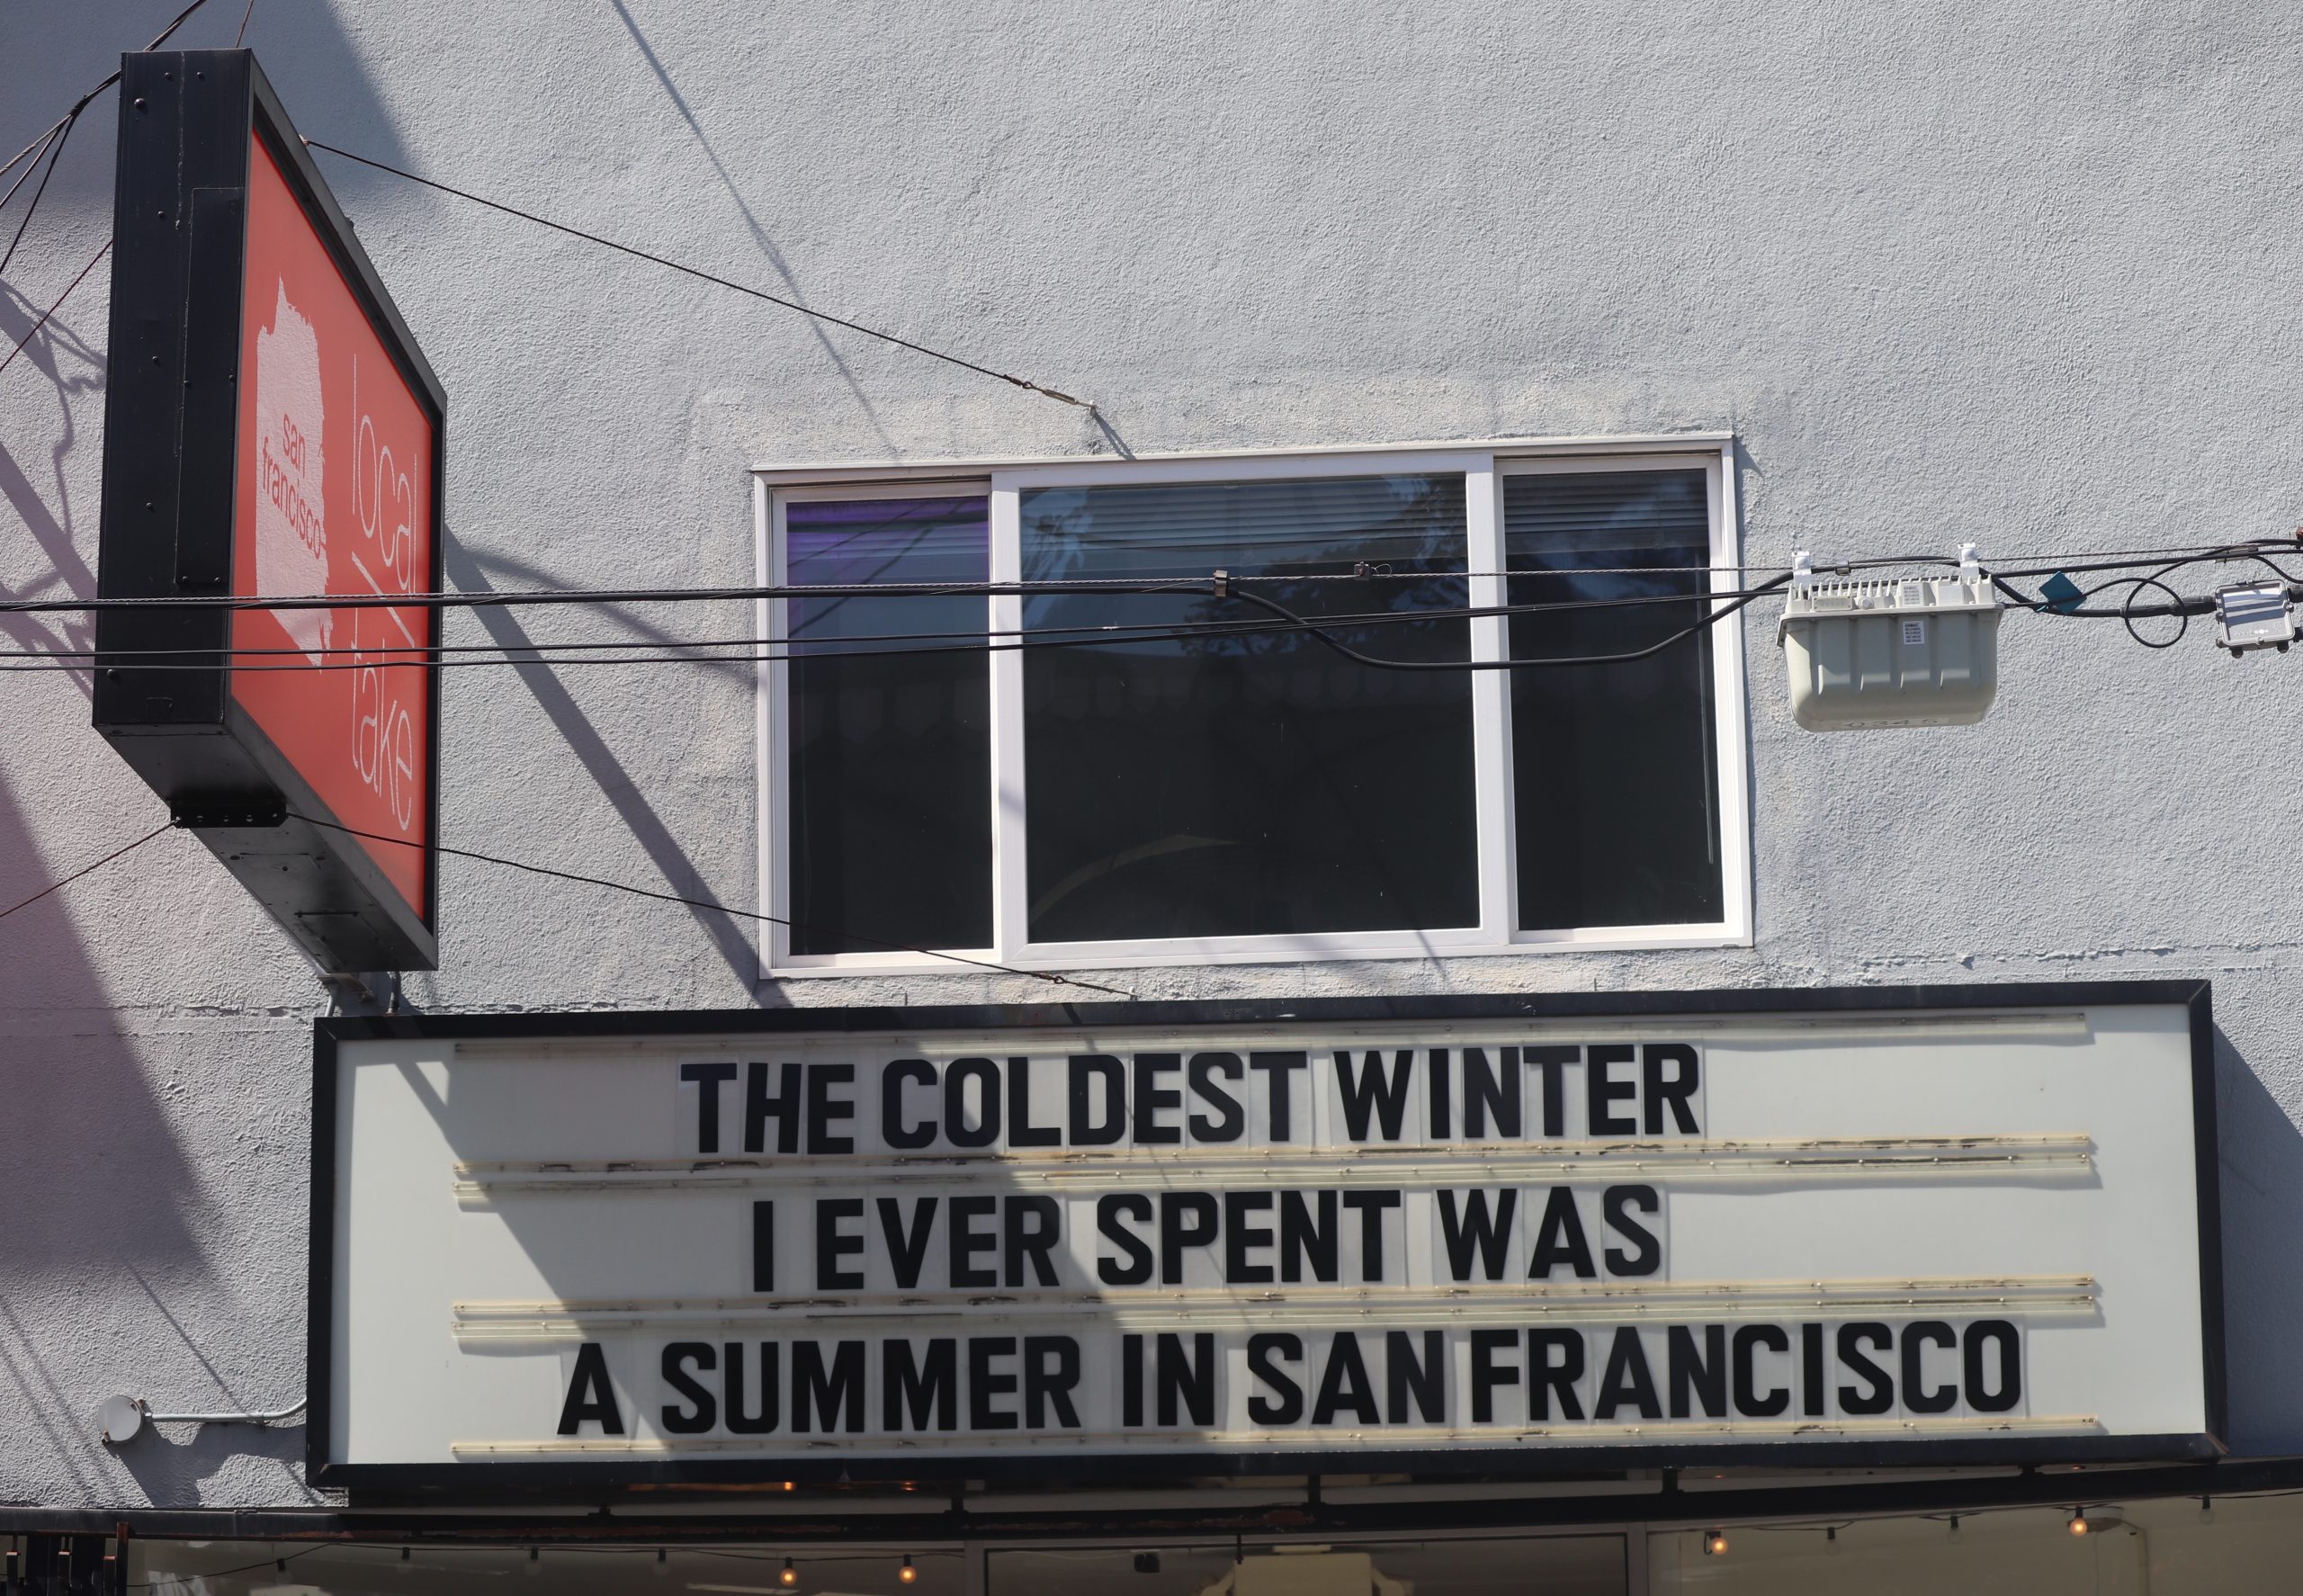 san
francisco
local
take
THE COLDEST WINTER
I EVER SPENT WAS
A SUMMER IN SAN FRANCISCO